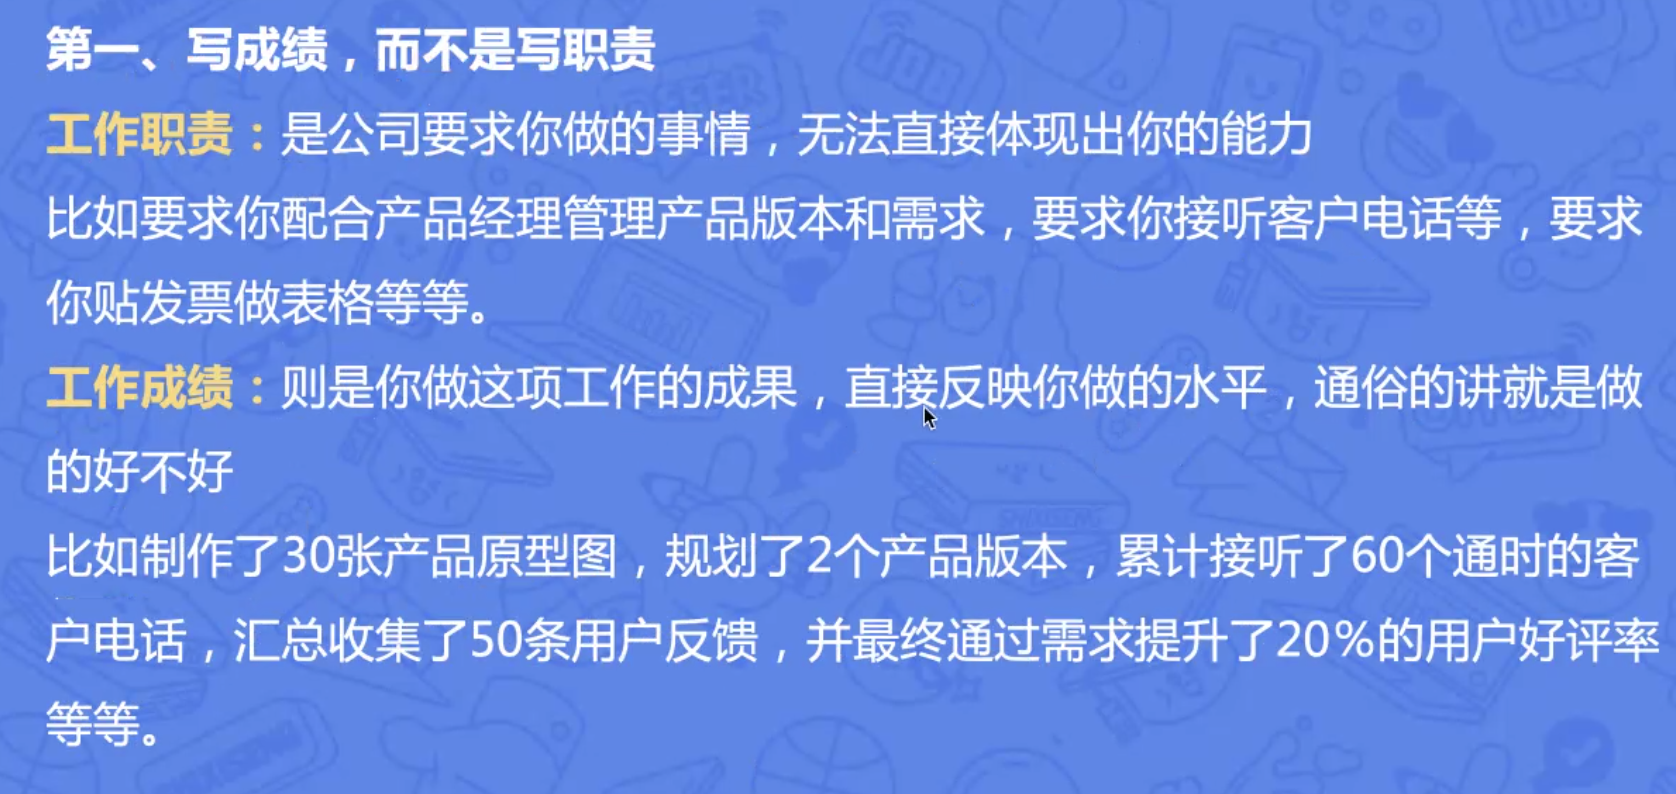 第一、写成绩，而不是写职责
工作职责：是公司要求你做的事情，无法直接体现出你的能力
比如要求你配合产品经理管理产品版本和需求，要求你接听客户电话等，要求
你贴发票做表格等等。
工作成绩：则是你做这项工作的成果，直接反映你做的水平，通俗的讲就是做
的好不好
比如制作了30张产品原型图，规划了2个产品版本，累计接听了60个通时的客
户电话，汇总收集了50条用户反馈，并最终通过需求提升了20%的用户好评率
等等。